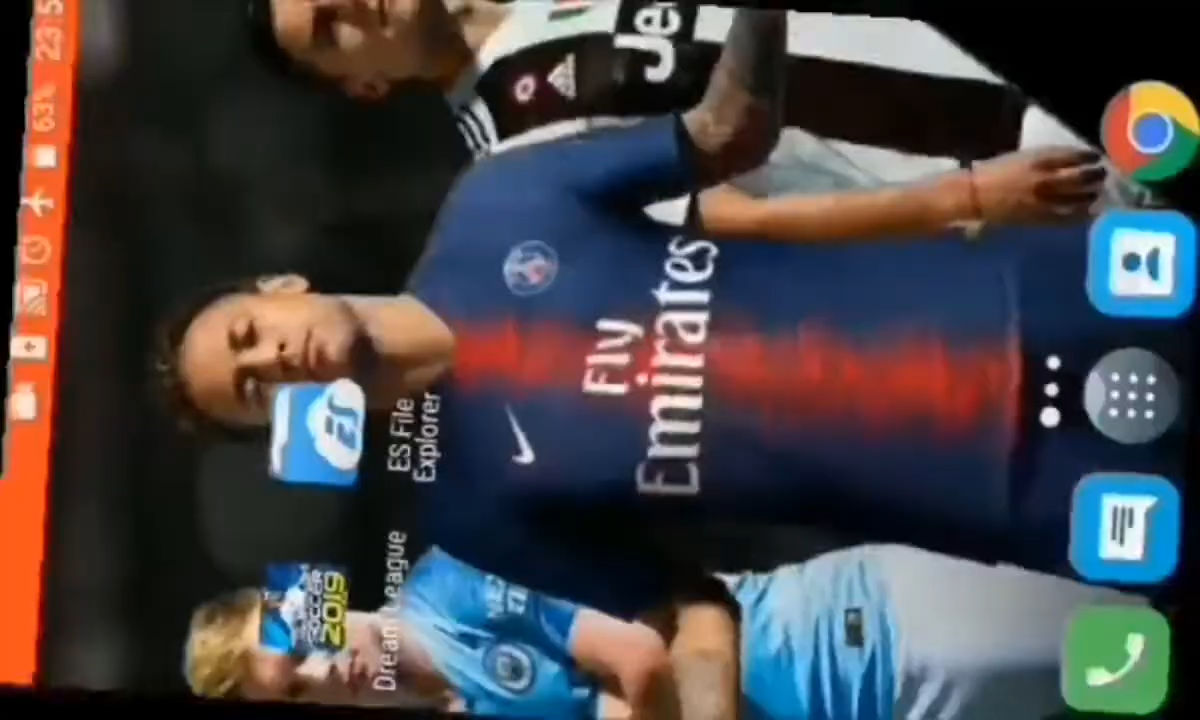 23:5
63%
Je
Fly
Emirates
ES File
Explorer
Dream League
SOCCER
2019